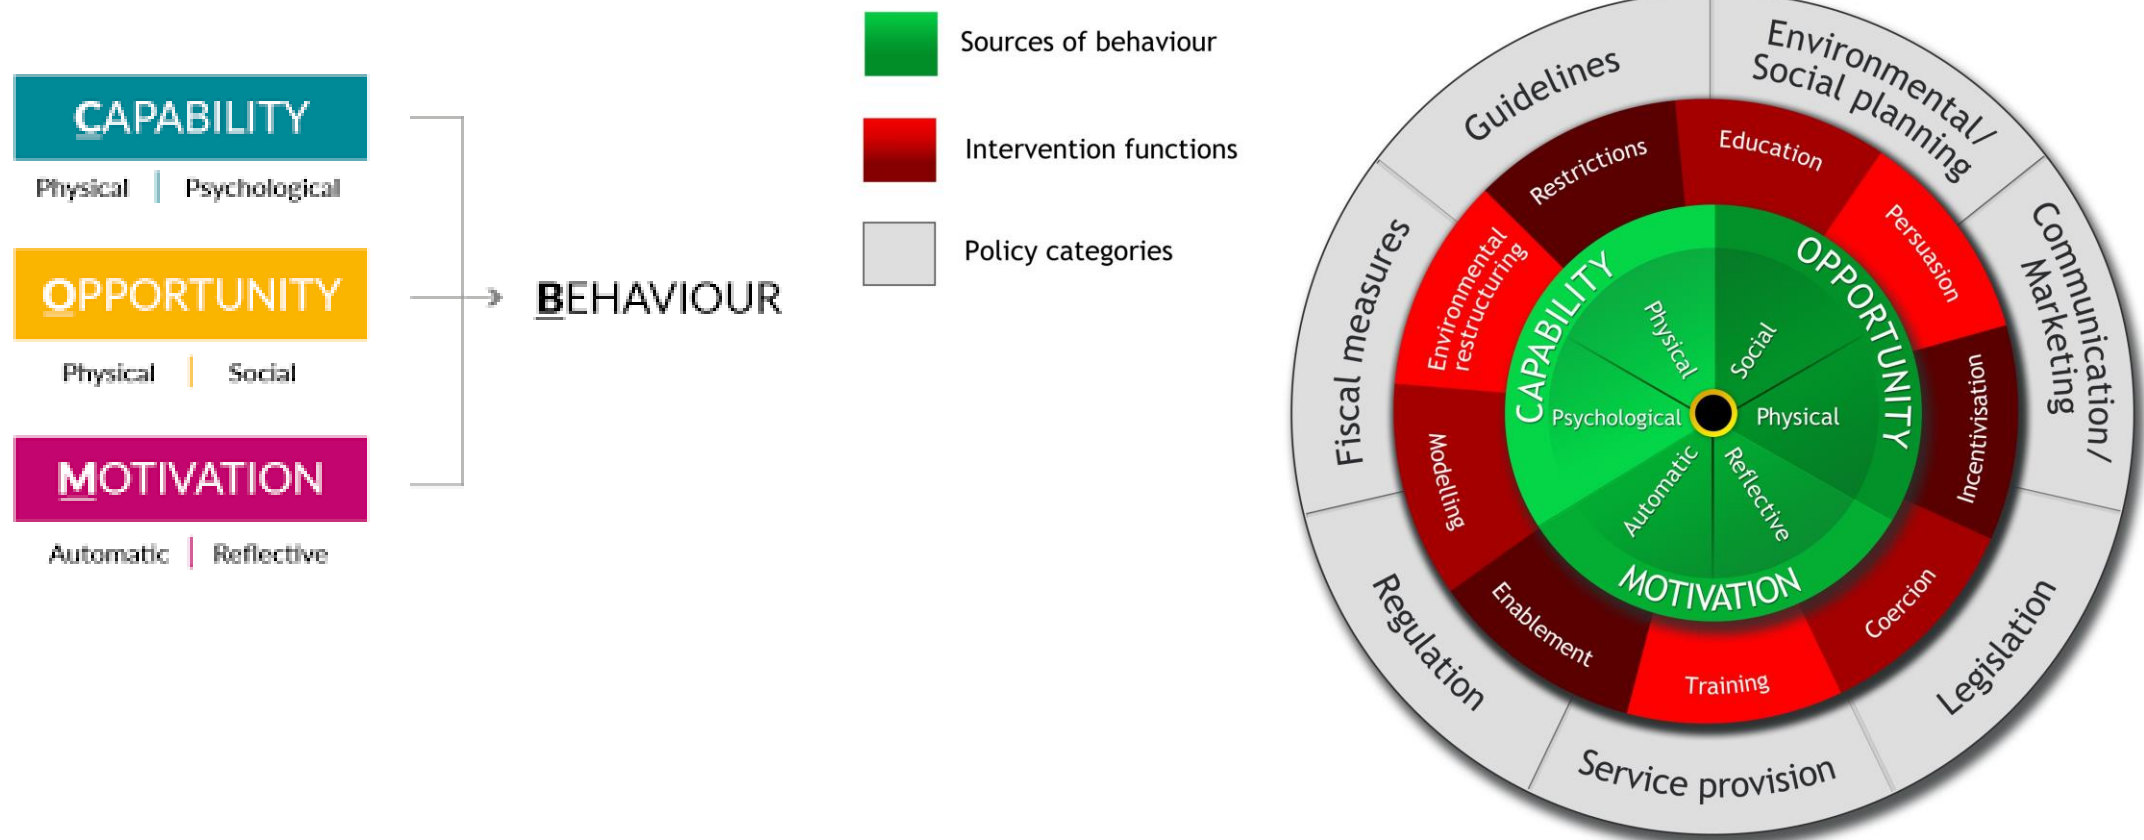 CAPABILITY
Physical | Psychological
OPPORTUNITY
Physical | Social
MOTIVATION
Automatic | Reflective
BEHAVIOUR
Sources of behaviour
Intervention functions
Policy categories
Guidelines
Environmental/
Social planning
Communication/
Marketing
Legislation
Service provision
Regulation
Fiscal measures
Restrictions
Education
Persuasion
Incentivisation
Coercion
Training
Enablement
Modelling
Environmental
restructuring
CAPABILITY
OPPORTUNITY
MOTIVATION
Physical
Social
Physical
Reflective
Automatic
Psychological